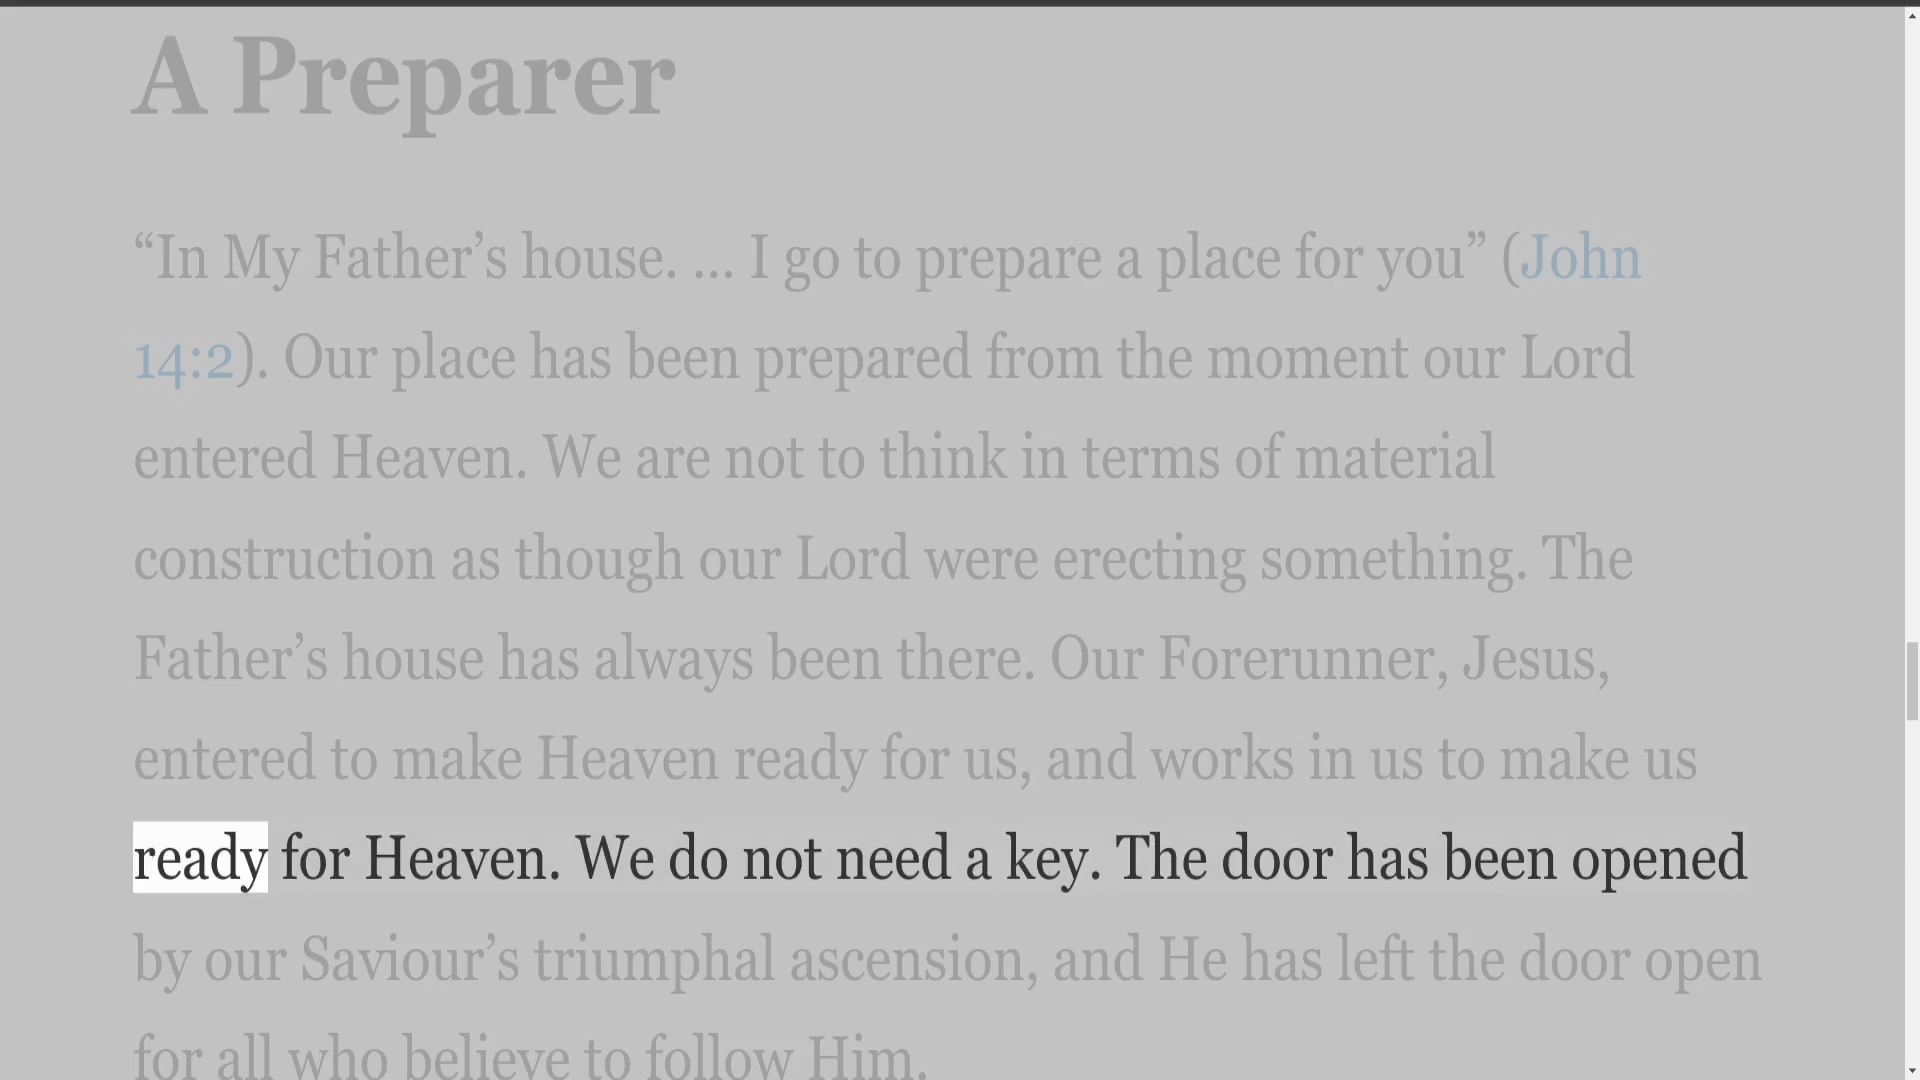 A Preparer
“In My Father’s house. ... I go to prepare a place for you” (John
14:2). Our place has been prepared from the moment our Lord
entered Heaven. We are not to think in terms of material
construction as though our Lord were erecting something. The
Father’s house has always been there. Our Forerunner, Jesus,
entered to make Heaven ready for us, and works in us to make us
ready for Heaven. We do not need a key. The door has been opened
by our Saviour’s triumphal ascension, and He has left the door open
for all who believe to follow Him.